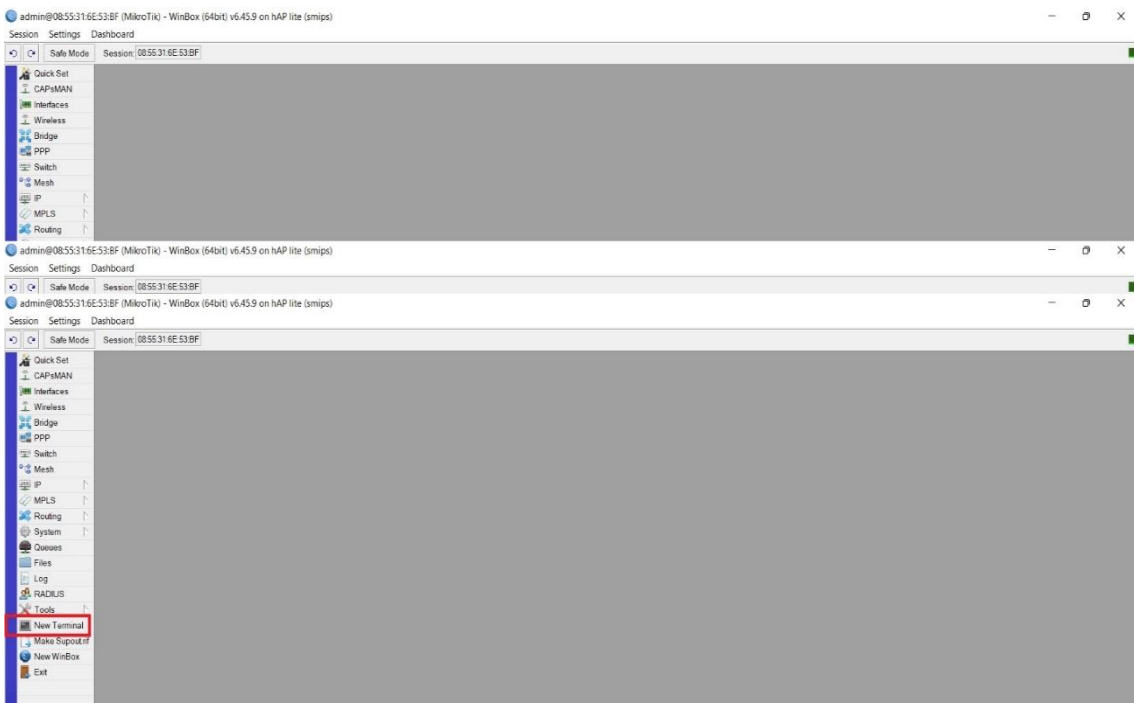 admin@08:55:31:6E:53:BF (MikroTik) - WinBox (64bit) v6.45.9 on hAP lite (smips)
Session Settings Dashboard
Safe Mode Session: 08:55:31:6E:53:BF
Quick Set
CAPsMAN
Interfaces
Wireless
Bridge
PPP
Switch
Mesh
IP
MPLS
Routing
admin@08:55:31:6E:53:BF (MikroTik) - WinBox (64bit) v6.45.9 on hAP lite (smips)
Session Settings Dashboard
Safe Mode Session: 08:55:31:6E:53:BF
admin@08:55:31:6E:53:BF (MikroTik) - WinBox (64bit) v6.45.9 on hAP lite (smips)
Session Settings Dashboard
Safe Mode Session: 08:55:31:6E:53:BF
Quick Set
CAPsMAN
Interfaces
Wireless
Bridge
PPP
Switch
Mesh
IP
MPLS
Routing
System
Queues
Files
Log
RADIUS
Tools
New Terminal
Make Supout.rif
New WinBox
Exit